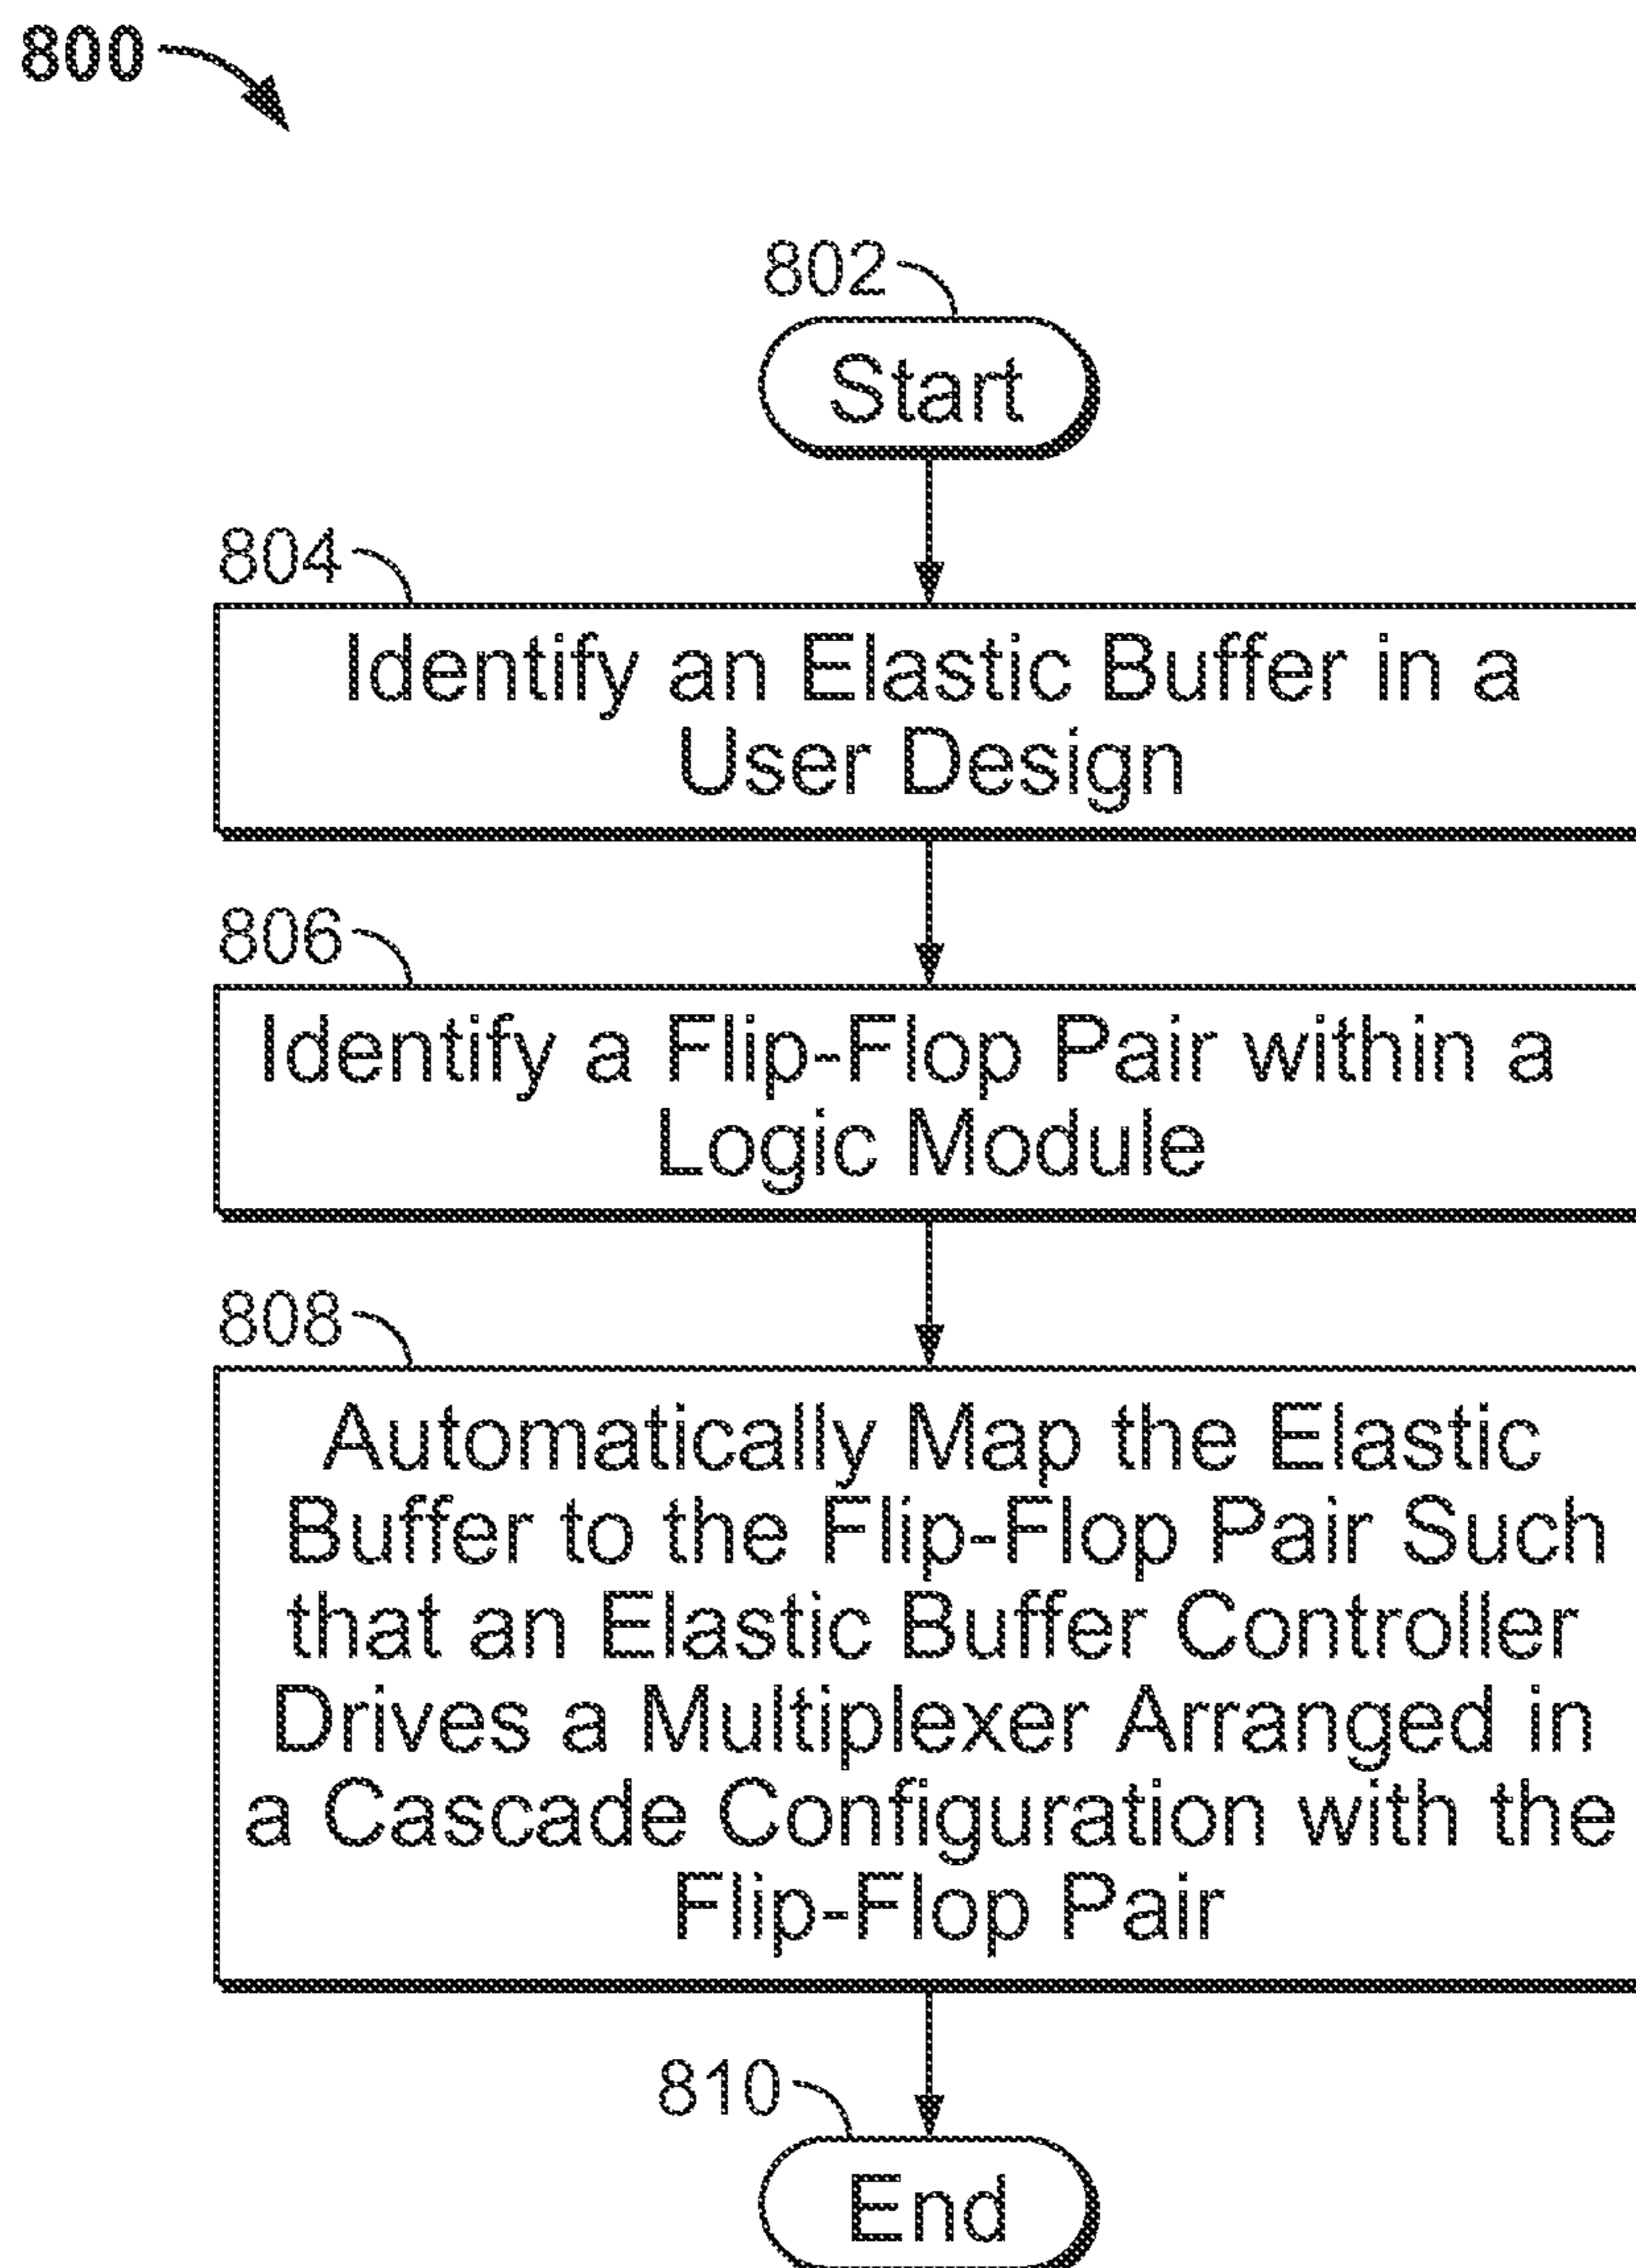 800
802
Start
804
Identify an Elastic Buffer in a
User Design
806
Identify a Flip-Flop Pair within a
Logic Module
808
Automatically Map the Elastic
Buffer to the Flip-Flop Pair Such
that an Elastic Buffer Controller
Drives a Multiplexer Arranged in
a Cascade Configuration with the
Flip-Flop Pair
810
End